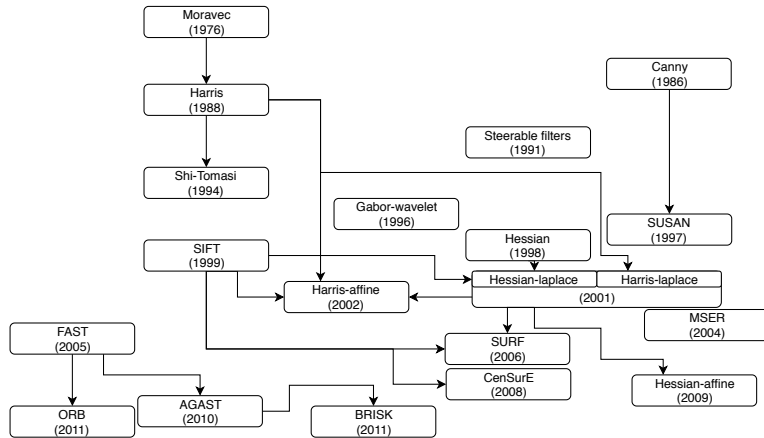 Moravec
(1976)
Canny
(1986)
Harris
(1988)
Steerable filters
(1991)
Shi-Tomasi
(1994)
Gabor-wavelet
(1996)
SUSAN
(1997)
SIFT
(1999)
Hessian
(1998)
Hessian-laplace
Harris-laplace
(2001)
Harris-affine
(2002)
MSER
(2004)
FAST
(2005)
SURF
(2006)
CenSurE
(2008)
Hessian-affine
(2009)
ORB
(2011)
AGAST
(2010)
BRISK
(2011)